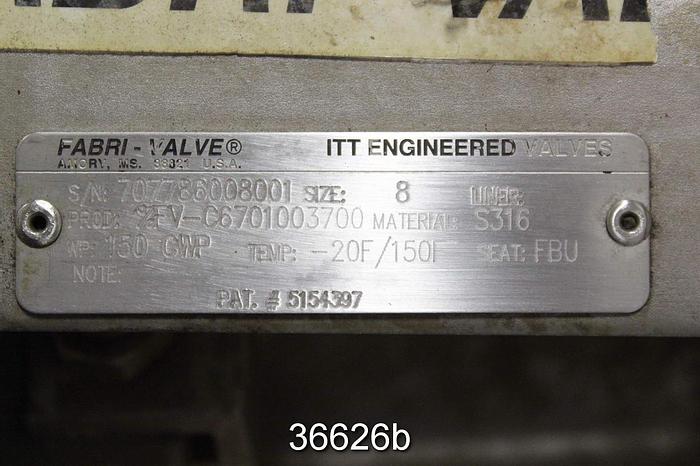 FABRI-VALVE® ITT ENGINEERED VALVES
AMORY, MS. 38821 U.S.A.
S/N: 707786008001 SIZE: 8 LINER:
PROD: %FV-C6701003700 MATERIAL: S316
WP: 150 CWP TEMP: -20F/150F SEAT: FBU
NOTE:
PAT. # 5154397
36626b